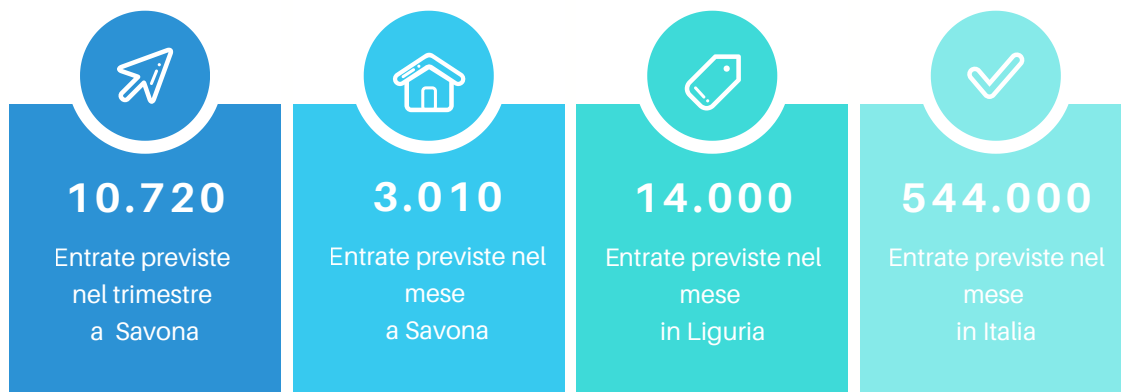 10.720
Entrate previste
nel trimestre
a Savona
3.010
Entrate previste nel
mese
a Savona
14.000
Entrate previste nel
mese
in Liguria
544.000
Entrate previste nel
mese
in Italia